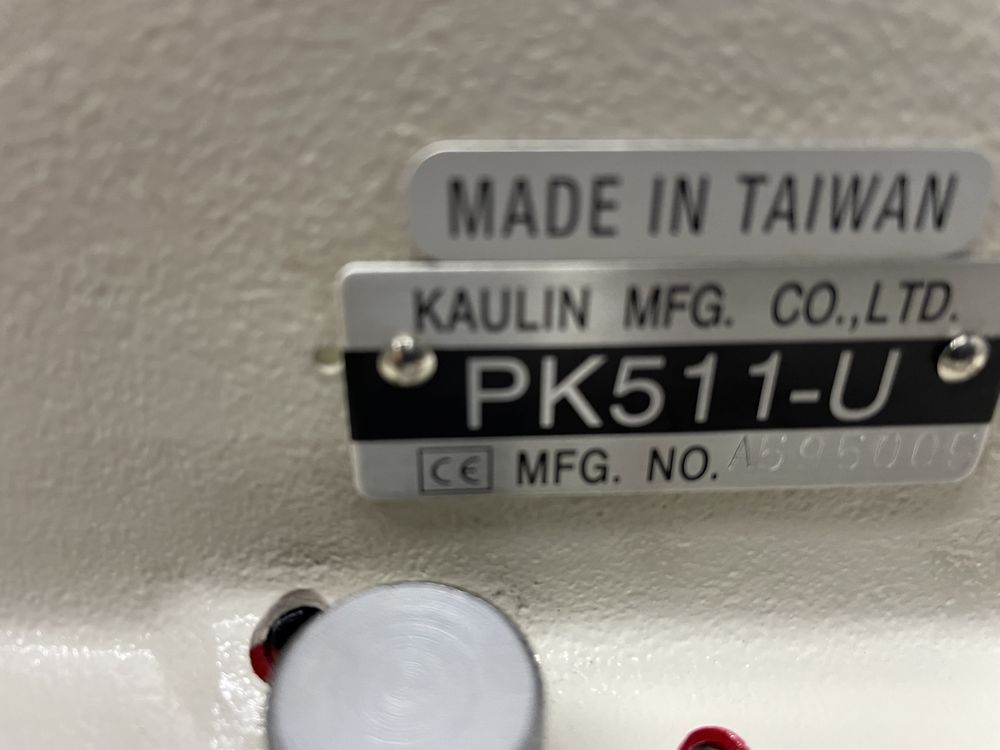 MADE IN TAIWAN
KAULIN MFG. CO.,LTD.
PK511-U
CE MFG. NO.